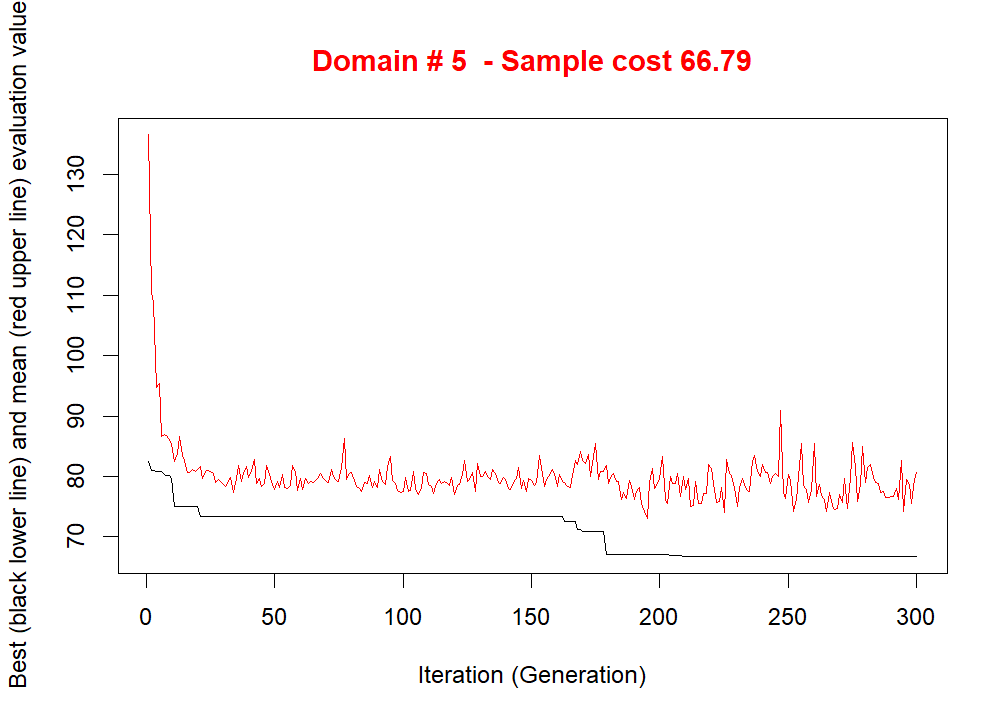 Domain # 5  - Sample cost 66.79
Best (black lower line) and mean (red upper line) evaluation value
130
120
110
100
90
80
70
0 50 100 150 200 250 300
Iteration (Generation)